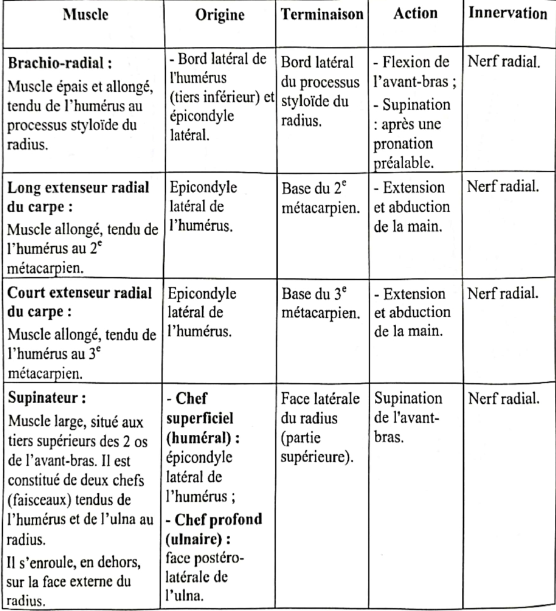 Muscle Origine Terminaison Action Innervation
Brachio-radial :
Muscle épais et allongé,
tendu de l'humérus au
processus styloïde du
radius.
- Bord latéral de
l'humérus
(tiers inférieur) et
épicondyle
latéral.
Bord latéral
du processus
styloïde du
radius.
- Flexion de
l'avant-bras ;
- Supination
: après une
pronation
préalable.
Nerf radial.
Long extenseur radial
du carpe :
Muscle allongé, tendu de
l'humérus au 2e
métacarpien.
Epicondyle
latéral de
l'humérus.
Base du 2e
métacarpien.
- Extension
et abduction
de la main.
Nerf radial.
Court extenseur radial
du carpe :
Muscle allongé, tendu de
l'humérus au 3e
métacarpien.
Epicondyle
latéral de
l'humérus.
Base du 3e
métacarpien.
- Extension
et abduction
de la main.
Nerf radial.
Supinateur :
Muscle large, situé aux
tiers supérieurs des 2 os
de l'avant-bras. Il est
constitué de deux chefs
(faisceaux) tendus de
l'humérus et de l'ulna au
radius.
Il s'enroule, en dehors,
sur la face externe du
radius.
- Chef
superficiel
(huméral) :
épicondyle
latéral de
l'humérus ;
- Chef profond
(ulnaire) :
face postéro-
latérale de
l'ulna.
Face latérale
du radius
(partie
supérieure).
Supination
de l'avant-
bras.
Nerf radial.